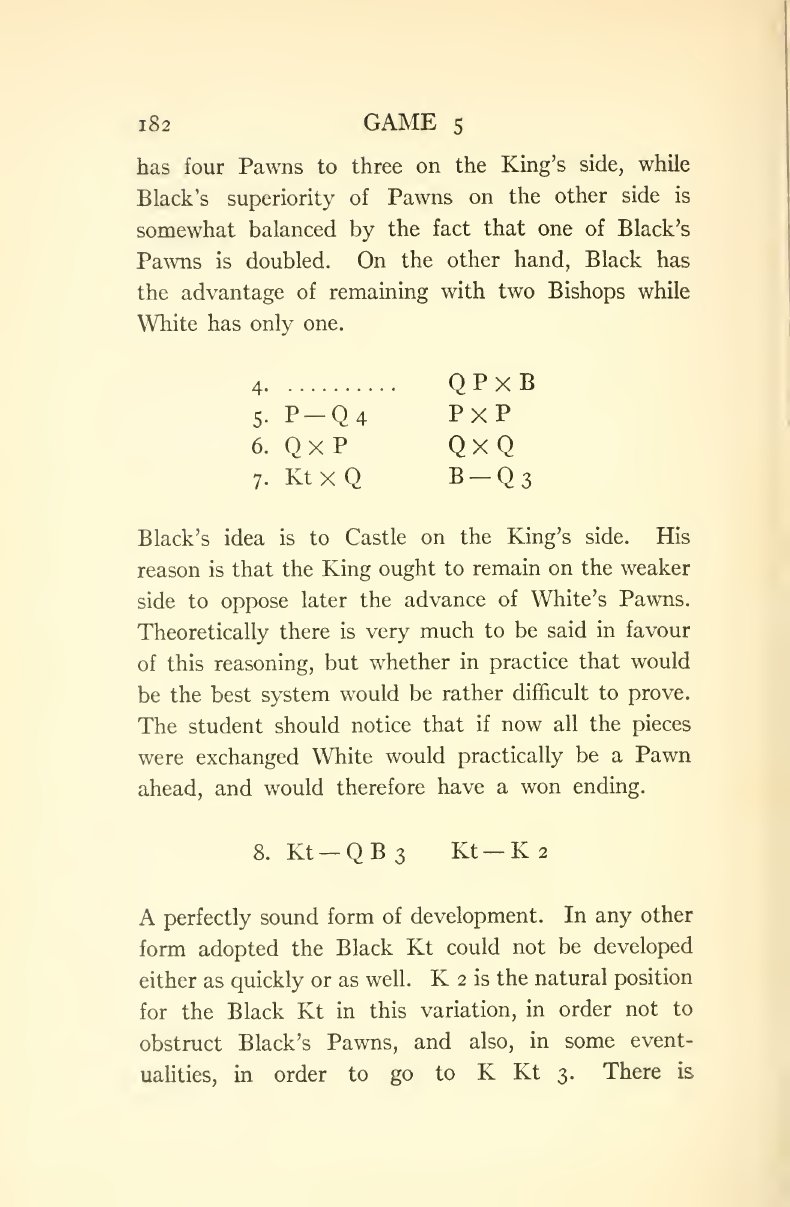 182 GAME 5
has four Pawns to three on the King's side, while
Black's superiority of Pawns on the other side is
somewhat balanced by the fact that one of Black's
Pawns is doubled. On the other hand, Black has
the advantage of remaining with two Bishops while
White has only one.
4. .......... Q P × B
5. P—Q 4 P × P
6. Q × P Q × Q
7. Kt × Q B—Q 3
Black's idea is to Castle on the King's side. His
reason is that the King ought to remain on the weaker
side to oppose later the advance of White's Pawns.
Theoretically there is very much to be said in favour
of this reasoning, but whether in practice that would
be the best system would be rather difficult to prove.
The student should notice that if now all the pieces
were exchanged White would practically be a Pawn
ahead, and would therefore have a won ending.
8. Kt—Q B 3 Kt—K 2
A perfectly sound form of development. In any other
form adopted the Black Kt could not be developed
either as quickly or as well. K 2 is the natural position
for the Black Kt in this variation, in order not to
obstruct Black's Pawns, and also, in some event-
ualities, in order to go to K Kt 3. There is